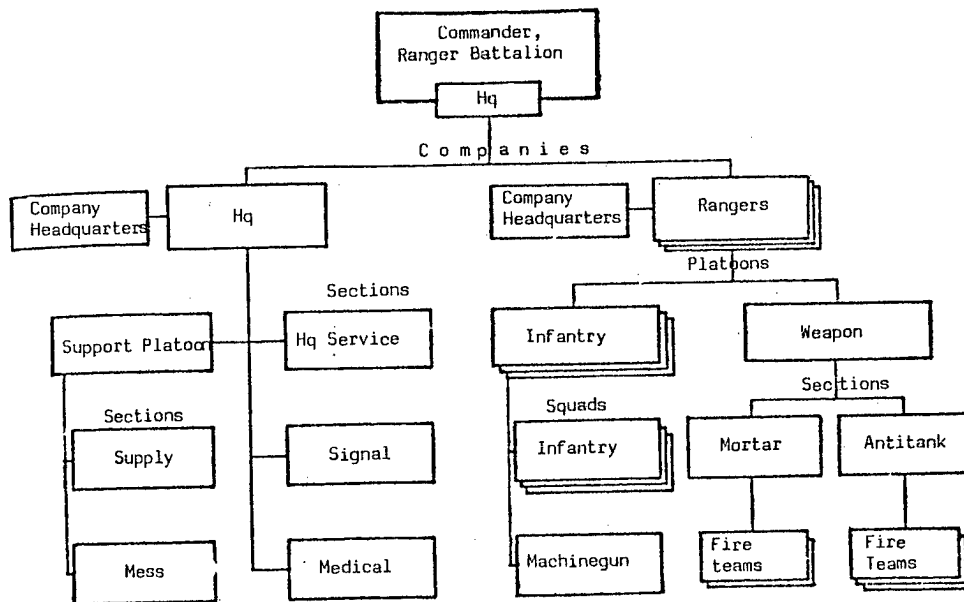 Commander,
Ranger Battalion
Hq
Companies
Company
Headquarters
Hq
Company
Headquarters
Rangers
Platoons
Sections
Support Platoon
Hq Service
Infantry
Weapon
Sections
Squads
Sections
Supply
Signal
Infantry
Mortar
Antitank
Mess
Medical
Machinegun
Fire
teams
Fire
Teams